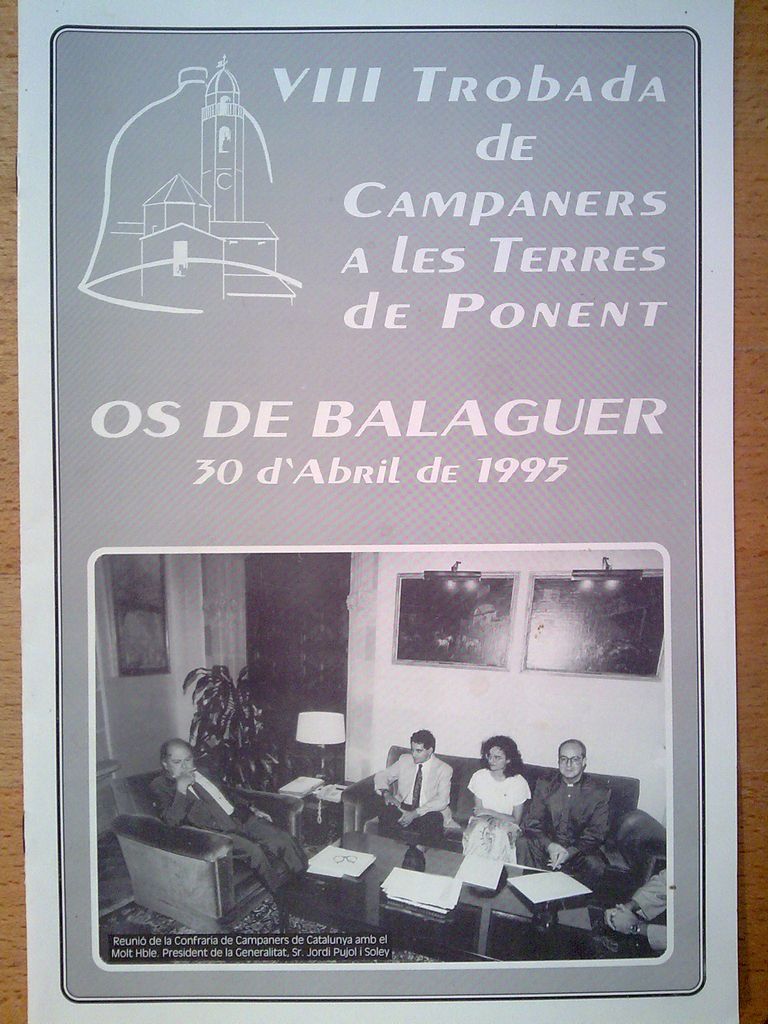 VIII Trobada
de
Campaners
a les Terres
de Ponent
OS DE BALAGUER
30 d'Abril de 1995
Reunió de la Confraria de Campaners de Catalunya amb el
Molt Hble. President de la Generalitat, Sr. Jordi Pujol i Soley